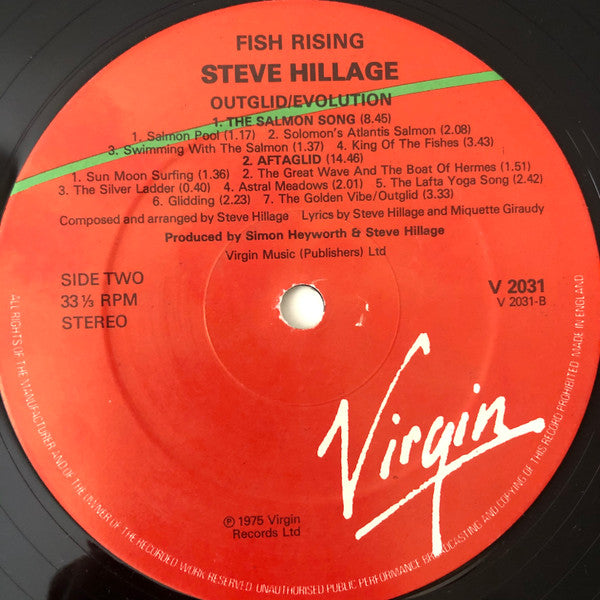 FISH RISING
STEVE HILLAGE
OUTGLID/EVOLUTION
1. THE SALMON SONG (8.45)
1. Salmon Pool (1.17) 2. Solomon's Atlantis Salmon (2.08)
3. Swimming With The Salmon (1.37) 4. King Of The Fishes (3.43)
2. AFTAGLID (14.46)
1. Sun Moon Surfing (1.36) 2. The Great Wave And The Boat Of Hermes (1.51)
3. The Silver Ladder (0.40) 4. Astral Meadows (2.01) 5. The Lafta Yoga Song (2.42)
6. Glidding (2.23) 7. The Golden Vibe/Outglid (3.33)
Composed and arranged by Steve Hillage Lyrics by Steve Hillage and Miquette Giraudy
Produced by Simon Heyworth & Steve Hillage
Virgin Music (Publishers) Ltd
SIDE TWO
33⅓ RPM
STEREO
V 2031
V 2031-B
Virgin
℗ 1975 Virgin
Records Ltd
ALL RIGHTS OF THE MANUFACTURER AND OF THE OWNER OF THE RECORDED WORK RESERVED·UNAUTHORISED PUBLIC PERFORMANCE BROADCASTING AND COPYING OF THIS RECORD PROHIBITED MADE IN ENGLAND